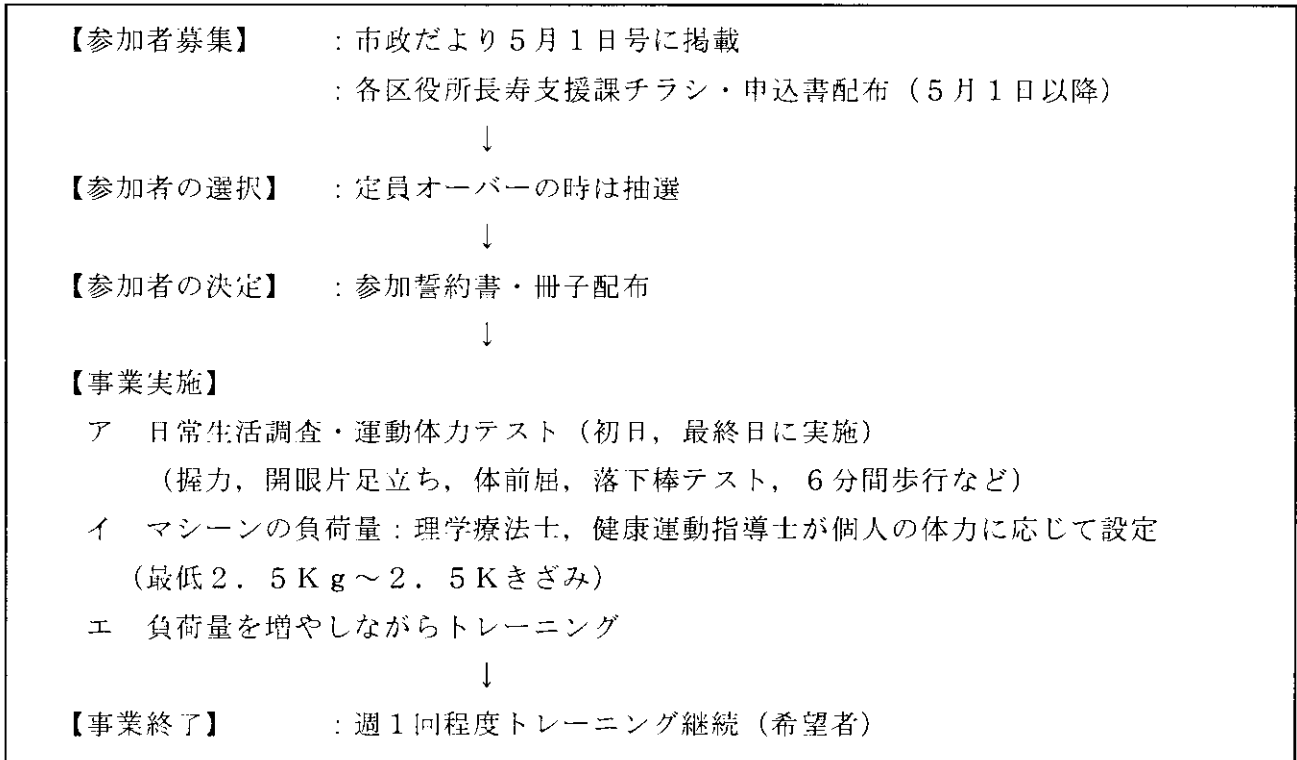 【参加者募集】　：市政だより５月１日号に掲載
：各区役所長寿支援課チラシ・申込書配布（５月１日以降）
↓
【参加者の選択】　：定員オーバーの時は抽選
↓
【参加者の決定】　：参加誓約書・冊子配布
↓
【事業実施】
ア　日常生活調査・運動体力テスト（初日，最終日に実施）
（握力，開眼片足立ち，体前屈，落下棒テスト，６分間歩行など）
イ　マシーンの負荷量：理学療法士，健康運動指導士が個人の体力に応じて設定
（最低２．５Ｋｇ～２．５Ｋきざみ）
エ　負荷量を増やしながらトレーニング
↓
【事業終了】　：週１回程度トレーニング継続（希望者）